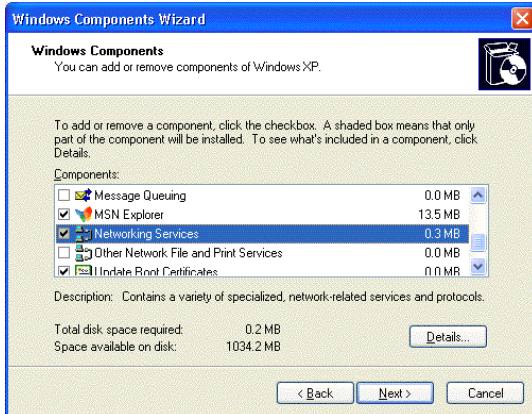 Windows Components Wizard
Windows Components
You can add or remove components of Windows XP.
To add or remove a component, click the checkbox. A shaded box means that only
part of the component will be installed. To see what's included in a component, click
Details.
Components:
Message Queuing 0.0 MB
MSN Explorer 13.5 MB
Networking Services 0.3 MB
Other Network File and Print Services 0.0 MB
Update Root Certificates 0.0 MB
Description: Contains a variety of specialized, network-related services and protocols.
Total disk space required: 0.2 MB
Space available on disk: 1034.2 MB
Details...
< Back Next > Cancel